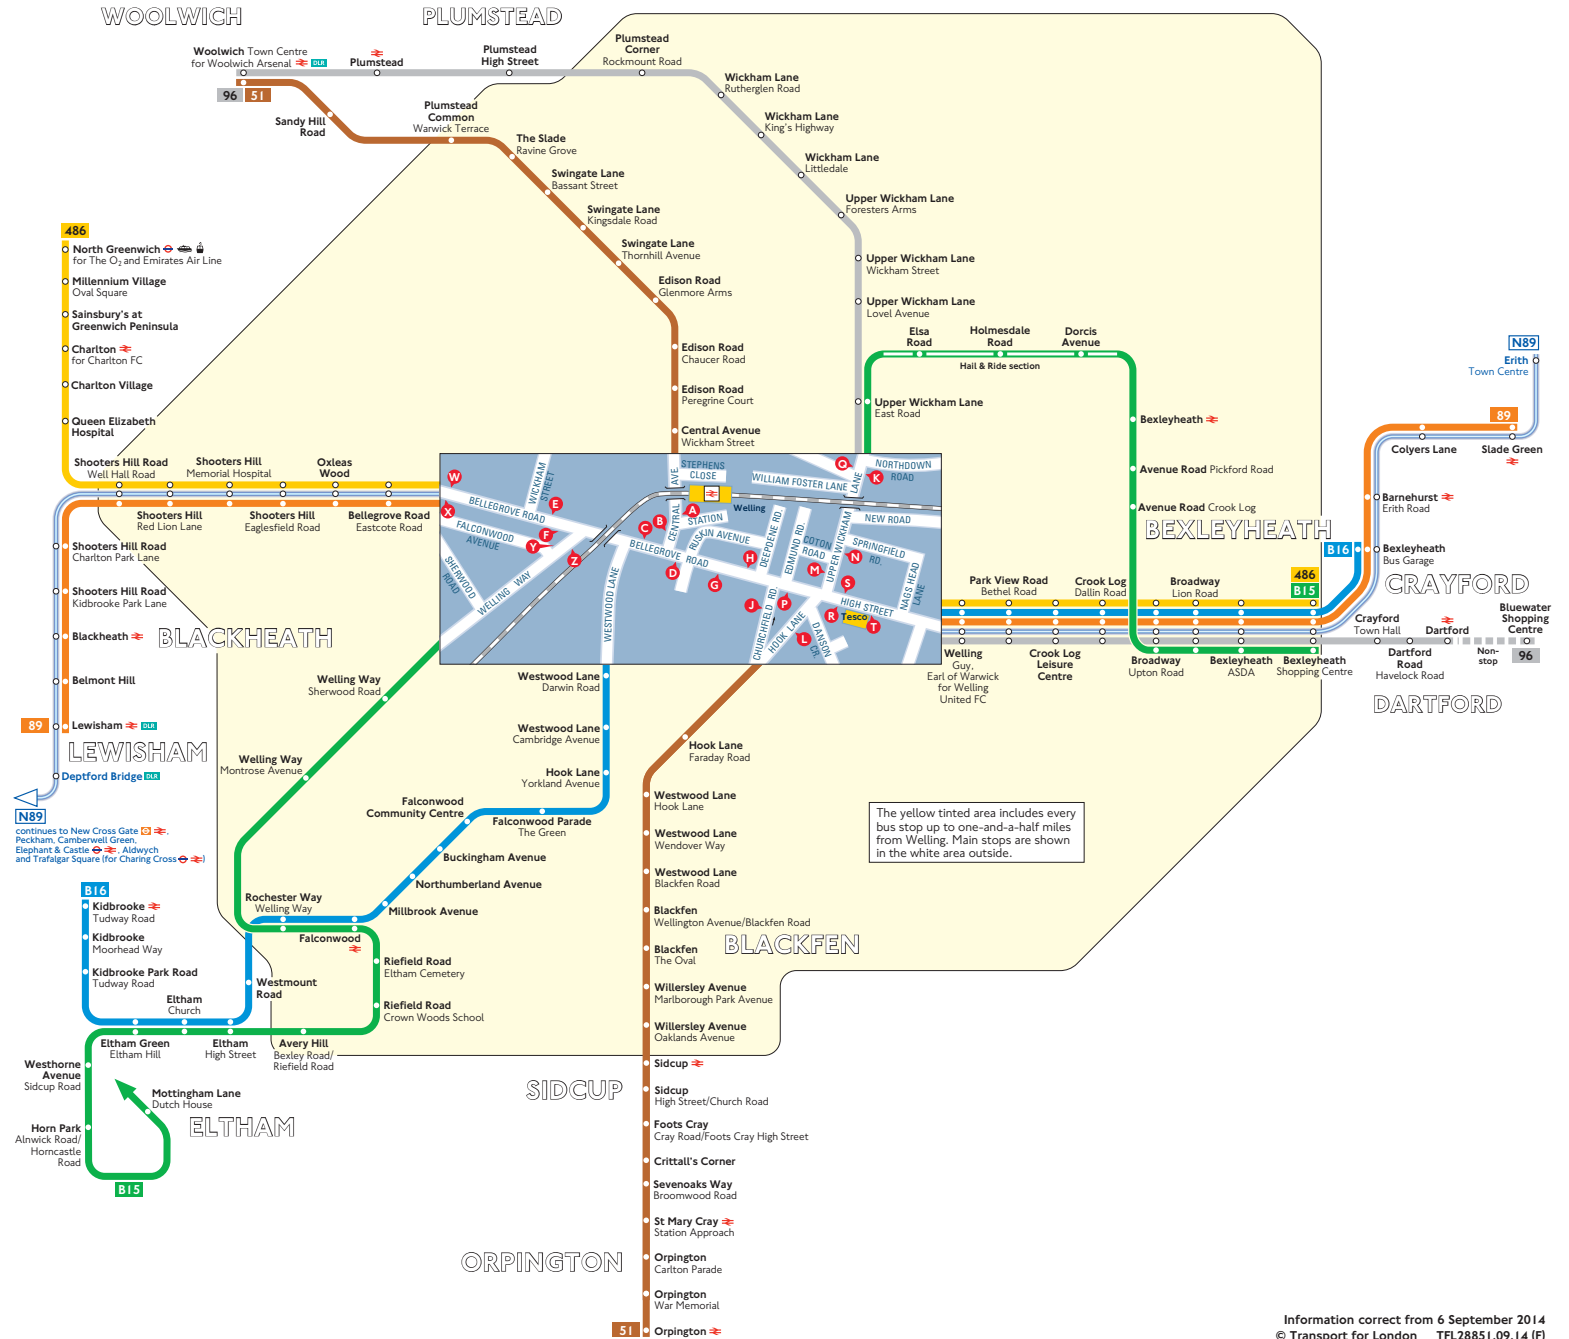 WOOLWICH
PLUMSTEAD
Woolwich Town Centre
for Woolwich Arsenal DLR
Plumstead
Plumstead
High Street
Plumstead
Corner
Rockmount Road
96
51
Sandy Hill
Road
Plumstead
Common
Warwick Terrace
The Slade
Ravine Grove
Swingate Lane
Bassant Street
Swingate Lane
Kingsdale Road
Swingate Lane
Thornhill Avenue
Edison Road
Glenmore Arms
Edison Road
Chaucer Road
Edison Road
Peregrine Court
Central Avenue
Wickham Street
Wickham Lane
Rutherglen Road
Wickham Lane
King's Highway
Wickham Lane
Littledale
Upper Wickham Lane
Foresters Arms
Upper Wickham Lane
Wickham Street
Upper Wickham Lane
Lovel Avenue
Upper Wickham Lane
East Road
Elsa
Road
Holmesdale
Road
Dorcis
Avenue
Hail & Ride section
Bexleyheath
Avenue Road Pickford Road
Avenue Road Crook Log
BEXLEYHEATH
N89
Erith
Town Centre
89
Colyers Lane
Slade Green
Barnehurst
Erith Road
B16
Bexleyheath
Bus Garage
CRAYFORD
486
B15
Crayford
Town Hall
Dartford
Bluewater
Shopping
Centre
Dartford
Road
Havelock Road
Non-
stop
96
DARTFORD
486
North Greenwich
for The O2 and Emirates Air Line
Millennium Village
Oval Square
Sainsbury's at
Greenwich Peninsula
Charlton
for Charlton FC
Charlton Village
Queen Elizabeth
Hospital
Shooters Hill Road
Well Hall Road
Shooters Hill
Memorial Hospital
Oxleas
Wood
Shooters Hill
Red Lion Lane
Shooters Hill
Eaglesfield Road
Bellegrove Road
Eastcote Road
Shooters Hill Road
Charlton Park Lane
Shooters Hill Road
Kidbrooke Park Lane
Blackheath
BLACKHEATH
Belmont Hill
89
Lewisham DLR
LEWISHAM
Deptford Bridge DLR
N89
continues to New Cross Gate,
Peckham, Camberwell Green,
Elephant & Castle, Aldwych
and Trafalgar Square (for Charing Cross)
W
X
WICKHAM
STREET
BELLEGROVE ROAD
E
FALCONWOOD
AVENUE
F
Y
Z
SHERWOOD
ROAD
WELLING WAY
WESTWOOD LANE
AVE
STEPHENS
CLOSE
CENTRAL
STATION
A
B
C
D
BELLEGROVE
ROAD
G
Welling
WILLIAM FOSTER LANE
Q
K
NORTHDOWN
ROAD
LANE
NEW ROAD
H
DEEPDENE RD.
EDMUND RD.
COTON
ROAD
UPPER WICKHAM
SPRINGFIELD
RD.
M
N
S
J
P
R
L
T
Tesco
HIGH STREET
NAGS HEAD
LANE
CHURCHFIELD RD.
HOOK LANE
DANSON
CR.
Park View Road
Bethel Road
Crook Log
Dallin Road
Broadway
Lion Road
Welling
Guy,
Earl of Warwick
for Welling
United FC
Crook Log
Leisure
Centre
Broadway
Upton Road
Bexleyheath
ASDA
Bexleyheath
Shopping Centre
Welling Way
Sherwood Road
Welling Way
Montrose Avenue
Westwood Lane
Darwin Road
Westwood Lane
Cambridge Avenue
Hook Lane
Yorkland Avenue
Falconwood
Community Centre
Falconwood Parade
The Green
Buckingham Avenue
Northumberland Avenue
Millbrook Avenue
Rochester Way
Welling Way
Falconwood
Riefield Road
Eltham Cemetery
Riefield Road
Crown Woods School
Hook Lane
Faraday Road
Westwood Lane
Hook Lane
Westwood Lane
Wendover Way
Westwood Lane
Blackfen Road
Blackfen
Wellington Avenue/Blackfen Road
BLACKFEN
Blackfen
The Oval
Willersley Avenue
Marlborough Park Avenue
Willersley Avenue
Oaklands Avenue
Sidcup
SIDCUP
Sidcup
High Street/Church Road
Foots Cray
Cray Road/Foots Cray High Street
Crittall's Corner
Sevenoaks Way
Broomwood Road
St Mary Cray
Station Approach
ORPINGTON
Orpington
Carlton Parade
Orpington
War Memorial
51
Orpington
The yellow tinted area includes every
bus stop up to one-and-a-half miles
from Welling. Main stops are shown
in the white area outside.
B16
Kidbrooke
Tudway Road
Kidbrooke
Moorhead Way
Kidbrooke Park Road
Tudway Road
Eltham
Church
Westmount
Road
Eltham Green
Eltham Hill
Eltham
High Street
Avery Hill
Bexley Road/
Riefield Road
Westhorne
Avenue
Sidcup Road
Mottingham Lane
Dutch House
ELTHAM
Horn Park
Alnwick Road/
Horncastle
Road
B15
Information correct from 6 September 2014
© Transport for London TFL28851.09.14 (F)